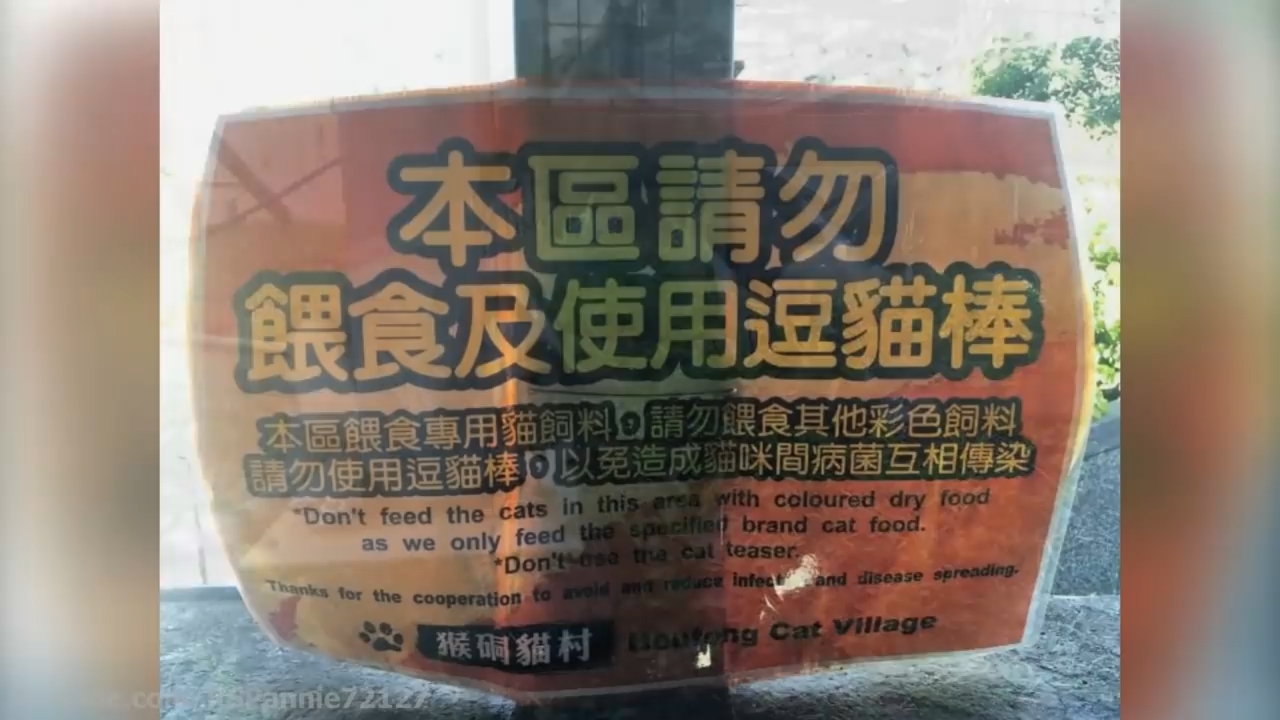 本區請勿
餵食及使用逗貓棒
本區餵食專用貓飼料。請勿餵食其他彩色飼料
請勿使用逗貓棒。以免造成貓咪間病菌互相傳染
*Don't feed the cats in this area with coloured dry food
as we only feed the specified brand cat food.
*Don't use the cat teaser.
Thanks for the cooperation to avoid and reduce infect and disease spreading.
猴硐貓村 Houtong Cat Village